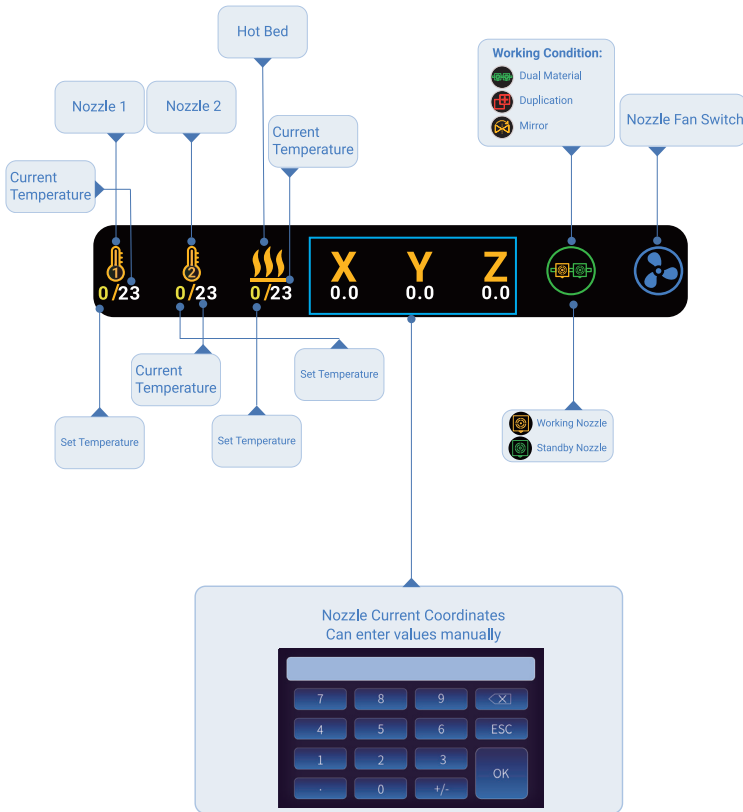 Hot Bed
Working Condition:
Dual Material
Duplication
Mirror
Nozzle 1
Nozzle 2
Nozzle Fan Switch
Current
Temperature
Current
Temperature
1
2
0/23
0/23
0/23
X
Y
Z
0.0
0.0
0.0
Current
Temperature
Set Temperature
Set Temperature
Set Temperature
Working Nozzle
Standby Nozzle
Nozzle Current Coordinates
Can enter values manually
7
8
9
X
4
5
6
ESC
1
2
3
OK
.
0
+/-